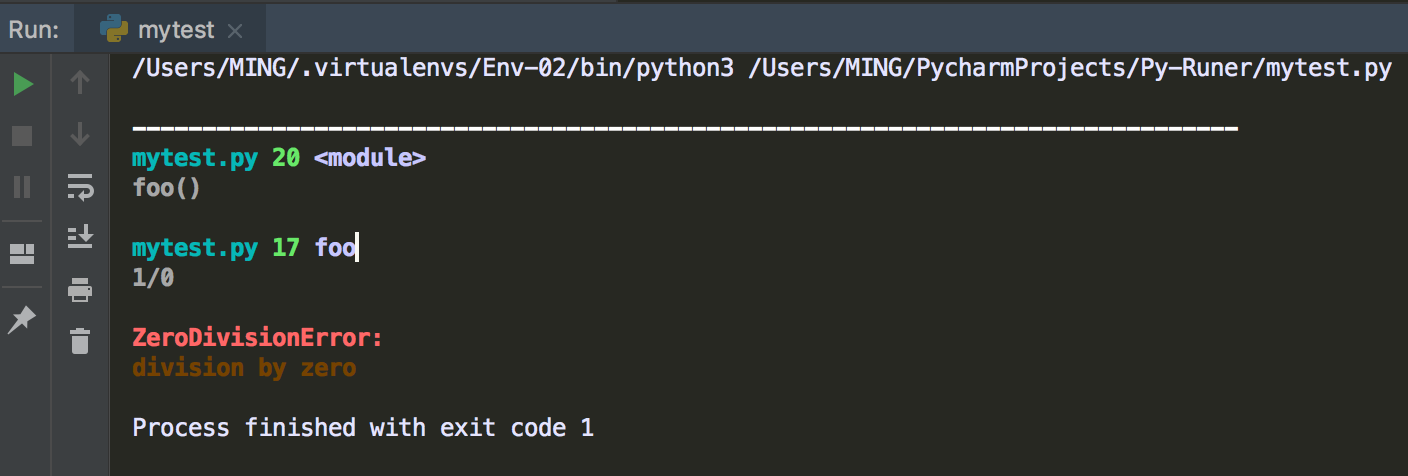 Run: mytest
/Users/MING/.virtualenvs/Env-02/bin/python3 /Users/MING/PycharmProjects/Py-Runer/mytest.py
mytest.py 20 <module>
foo()
mytest.py 17 foo
1/0
ZeroDivisionError:
division by zero
Process finished with exit code 1